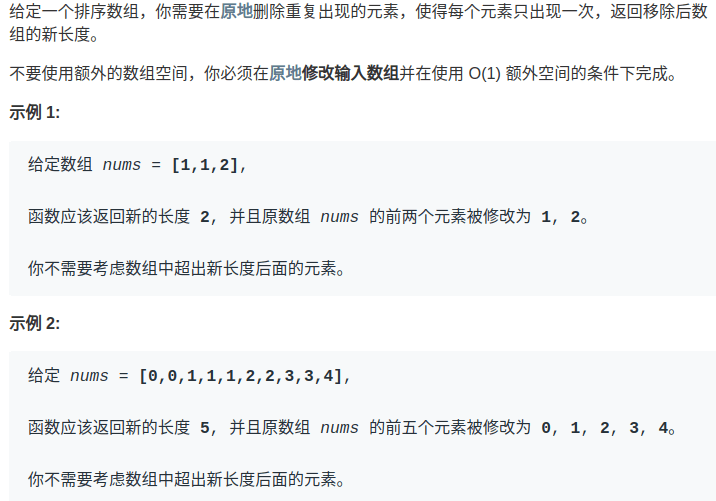 给定一个排序数组，你需要在原地删除重复出现的元素，使得每个元素只出现一次，返回移除后数
组的新长度。
不要使用额外的数组空间，你必须在原地修改输入数组并在使用 O(1) 额外空间的条件下完成。
示例 1:
给定数组 nums = [1,1,2],
函数应该返回新的长度 2, 并且原数组 nums 的前两个元素被修改为 1, 2。
你不需要考虑数组中超出新长度后面的元素。
示例 2:
给定 nums = [0,0,1,1,1,2,2,3,3,4],
函数应该返回新的长度 5, 并且原数组 nums 的前五个元素被修改为 0, 1, 2, 3, 4。
你不需要考虑数组中超出新长度后面的元素。